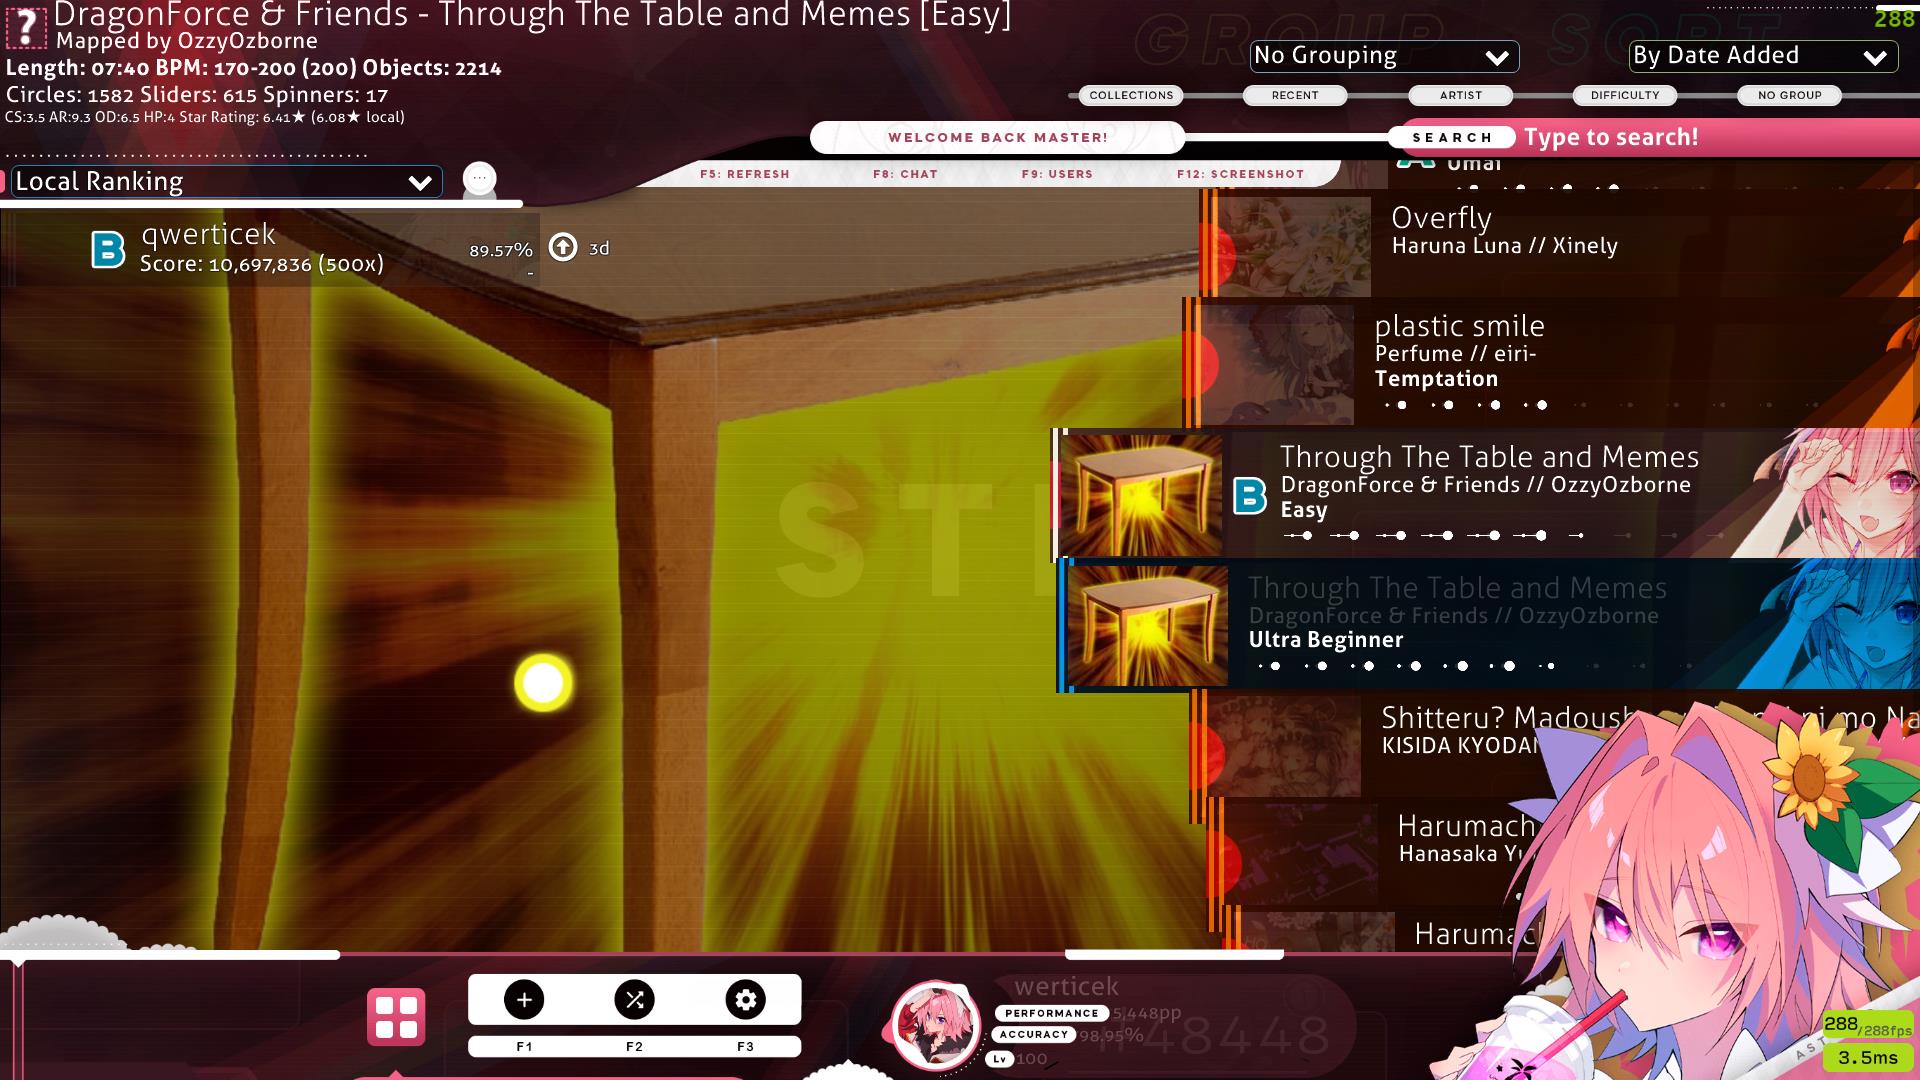 DragonForce & Friends - Through The Table and Memes [Easy]
Mapped by OzzyOzborne
Length: 07:40 BPM: 170-200 (200) Objects: 2214
Circles: 1582 Sliders: 615 Spinners: 17
CS:3.5 AR:9.3 OD:6.5 HP:4 Star Rating: 6.41★ (6.08★ local)
GROUP
SORT
288
No Grouping
By Date Added
COLLECTIONS
RECENT
ARTIST
DIFFICULTY
NO GROUP
WELCOME BACK MASTER!
SEARCH
Type to search!
Local Ranking
F5: REFRESH
F8: CHAT
F9: USERS
F12: SCREENSHOT
Umai
qwerticek
Score: 10,697,836 (500x)
89.57%
-
3d
Overfly
Haruna Luna // Xinely
plastic smile
Perfume // eiri-
Temptation
Through The Table and Memes
DragonForce & Friends // OzzyOzborne
Easy
Through The Table and Memes
DragonForce & Friends // OzzyOzborne
Ultra Beginner
Shitteru?
KISIDA
Hanasaka
F1
F2
F3
werticek
PERFORMANCE 5,448pp
ACCURACY 98.95%
Lv 100
48448
288/288fps
3.5ms